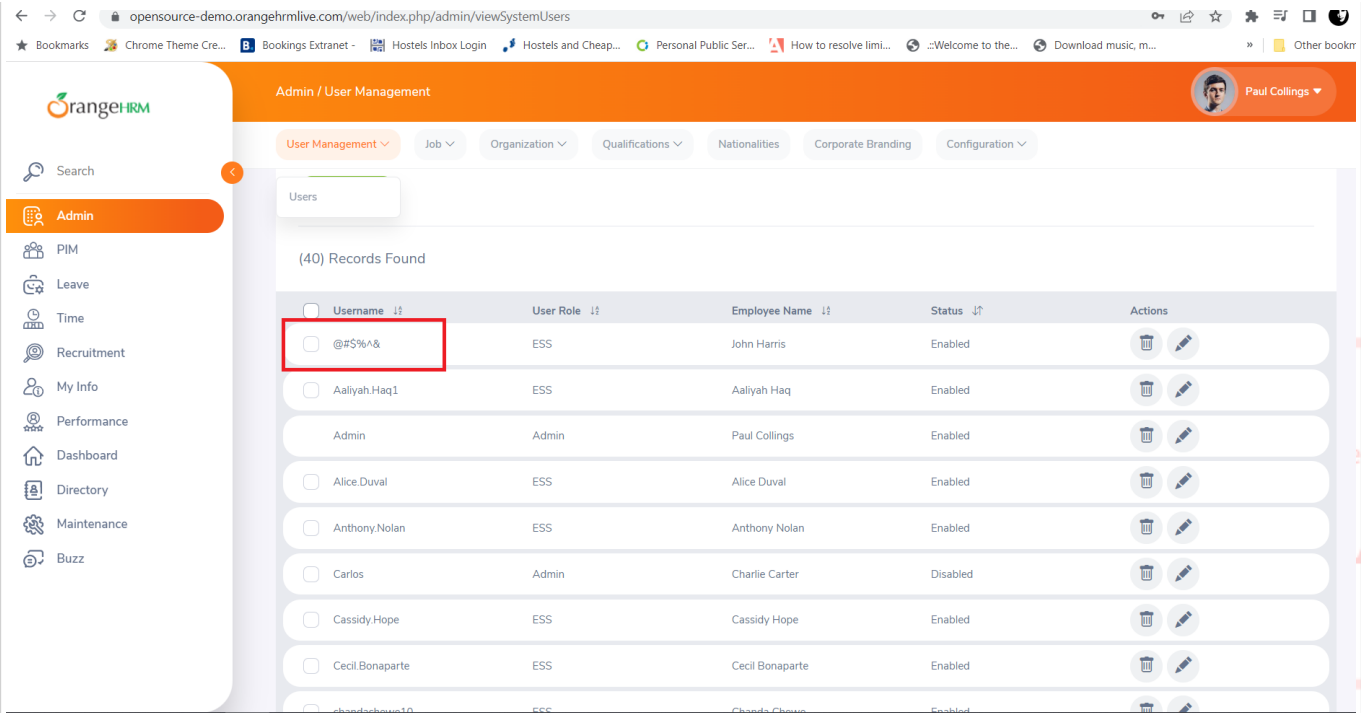 opensource-demo.orangehrmlive.com/web/index.php/admin/viewSystemUsers
Bookmarks Chrome Theme Cre... B. Bookings Extranet - Hostels Inbox Login Hostels and Cheap... Personal Public Ser... How to resolve limi... .::Welcome to the... Download music, m... » Other bookm
OrangeHRM
Admin / User Management
Paul Collings
User Management Job Organization Qualifications Nationalities Corporate Branding Configuration
Search
Users
Admin
PIM
Leave
Time
Recruitment
My Info
Performance
Dashboard
Directory
Maintenance
Buzz
(40) Records Found
Username User Role Employee Name Status Actions
@#$%^& ESS John Harris Enabled
Aaliyah.Haq1 ESS Aaliyah Haq Enabled
Admin Admin Paul Collings Enabled
Alice.Duval ESS Alice Duval Enabled
Anthony.Nolan ESS Anthony Nolan Enabled
Carlos Admin Charlie Carter Disabled
Cassidy.Hope ESS Cassidy Hope Enabled
Cecil.Bonaparte ESS Cecil Bonaparte Enabled
ESS Enabled